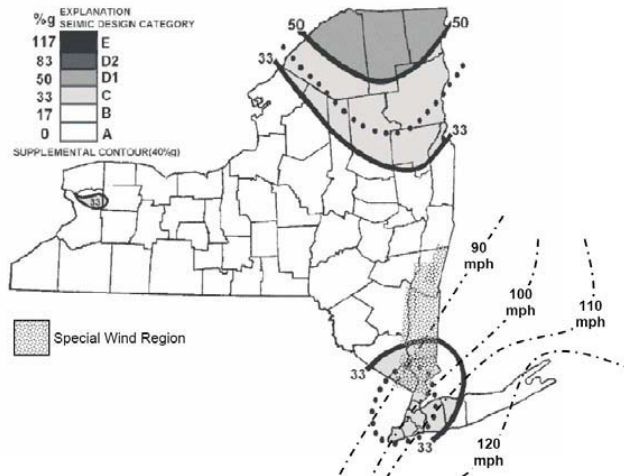 %g EXPLANATION
SEIMIC DESIGN CATEGORY
117 E
83 D2
50 D1
33 C
17 B
0 A
SUPPLEMENTAL CONTOUR(40%g)
50
50
33
33
33
90
mph
100
mph
110
mph
Special Wind Region
33
33
120
mph